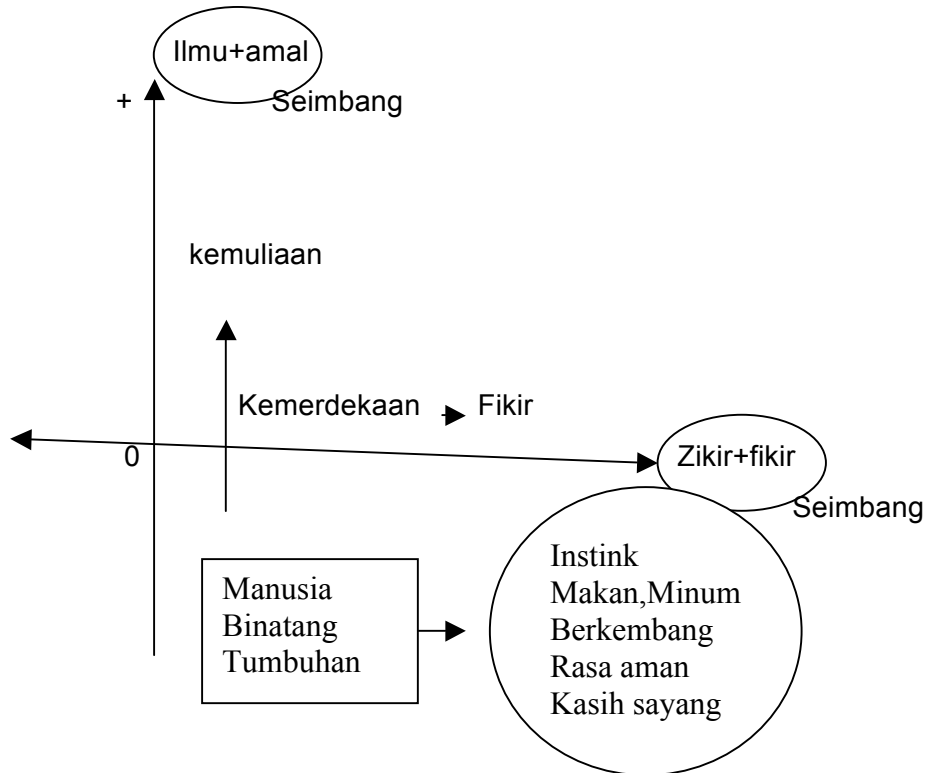 Ilmu+amal
+
Seimbang
kemuliaan
Kemerdekaan
Fikir
0
Zikir+fikir
Seimbang
Manusia
Binatang
Tumbuhan
Instink
Makan,Minum
Berkembang
Rasa aman
Kasih sayang